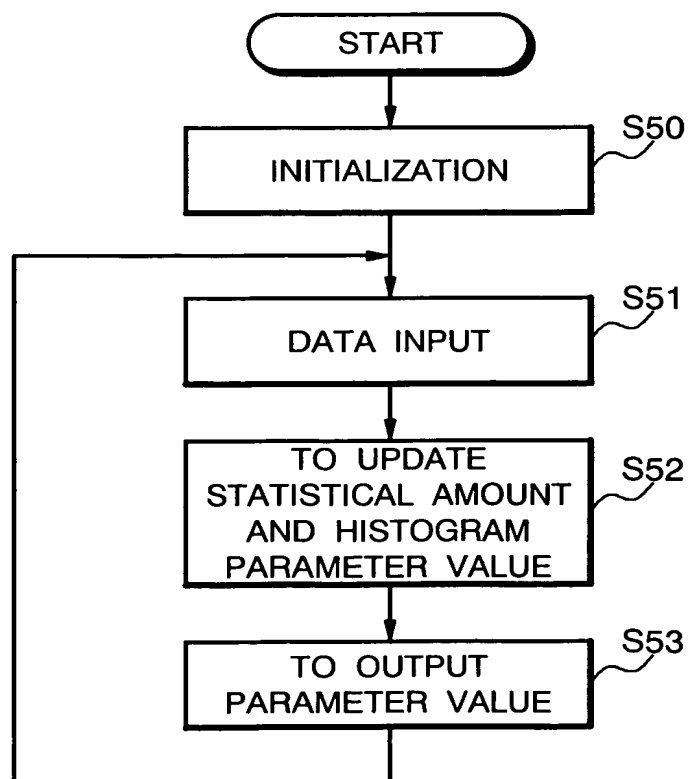 START
S50
INITIALIZATION
S51
DATA INPUT
S52
TO UPDATE
STATISTICAL AMOUNT
AND HISTOGRAM
PARAMETER VALUE
S53
TO OUTPUT
PARAMETER VALUE